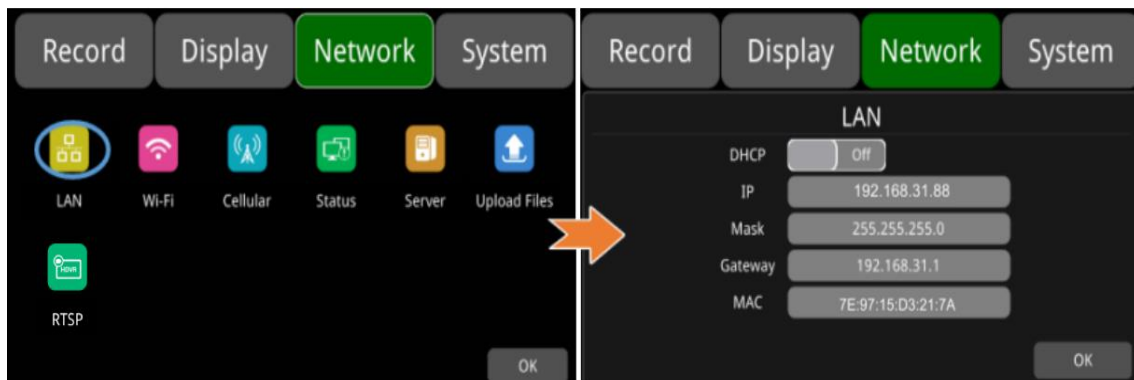 Record Display Network System
LAN Wi-Fi Cellular Status Server Upload Files
HDVR
RTSP
OK
Record Display Network System
LAN
DHCP Off
IP 192.168.31.88
Mask 255.255.255.0
Gateway 192.168.31.1
MAC 7E:97:15:D3:21:7A
OK